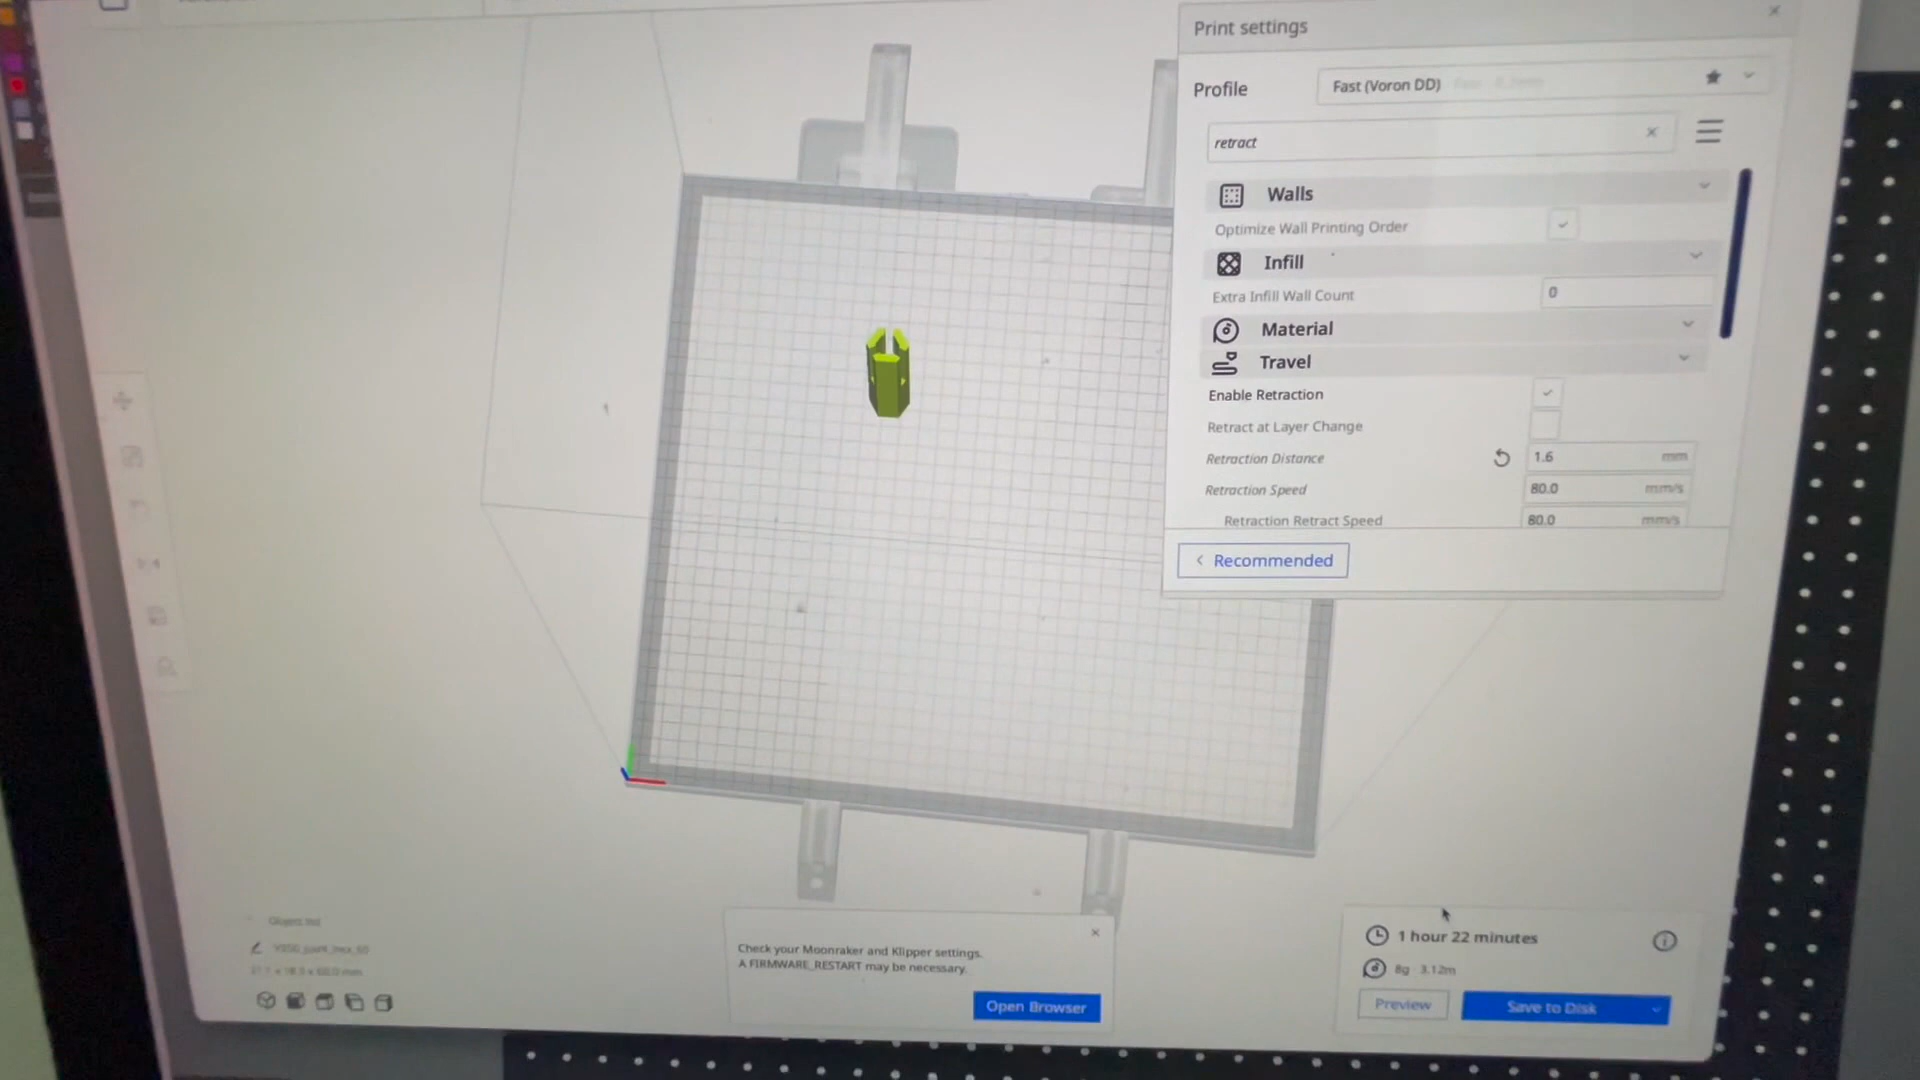 Print settings
Profile
Fast (Voron DD)
retract
Walls
Optimize Wall Printing Order
Infill
Extra Infill Wall Count
0
Material
Travel
Enable Retraction
Retract at Layer Change
Retraction Distance
1.6
mm
Retraction Speed
80.0
mm/s
Retraction Retract Speed
80.0
mm/s
Recommended
Check your Moonraker and Klipper settings.
A FIRMWARE_RESTART may be necessary.
Open Browser
1 hour 22 minutes
8g · 3.12m
Preview
Save to Disk